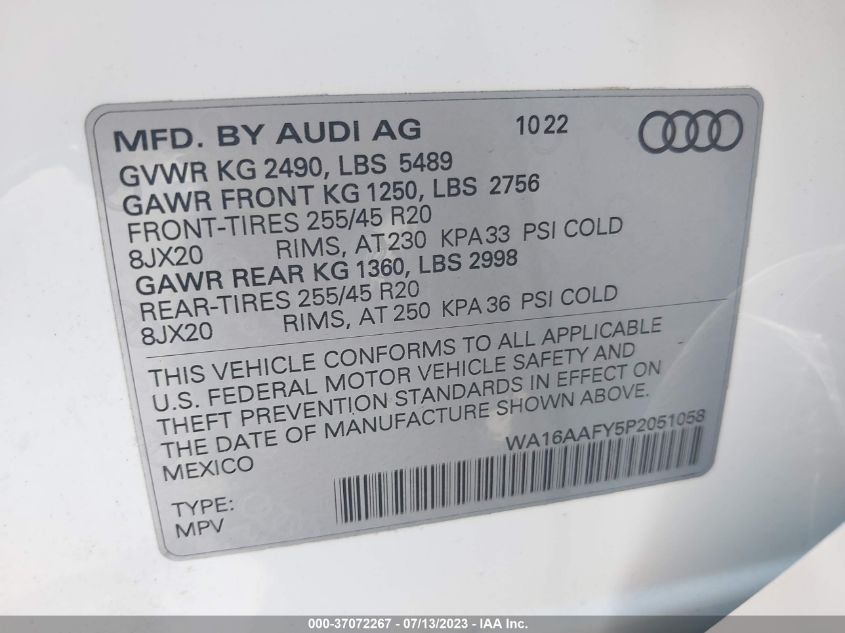 MFD. BY AUDI AG 10 22
GVWR KG 2490, LBS 5489
GAWR FRONT KG 1250, LBS 2756
FRONT-TIRES 255/45 R20
8JX20 RIMS, AT 230 KPA 33 PSI COLD
GAWR REAR KG 1360, LBS 2998
REAR-TIRES 255/45 R20
8JX20 RIMS, AT 250 KPA 36 PSI COLD
THIS VEHICLE CONFORMS TO ALL APPLICABLE
U.S. FEDERAL MOTOR VEHICLE SAFETY AND
THEFT PREVENTION STANDARDS IN EFFECT ON
THE DATE OF MANUFACTURE SHOWN ABOVE.
MEXICO WA16AAFY5P2051058
TYPE:
MPV
000-37072267 - 07/13/2023 - IAA Inc.